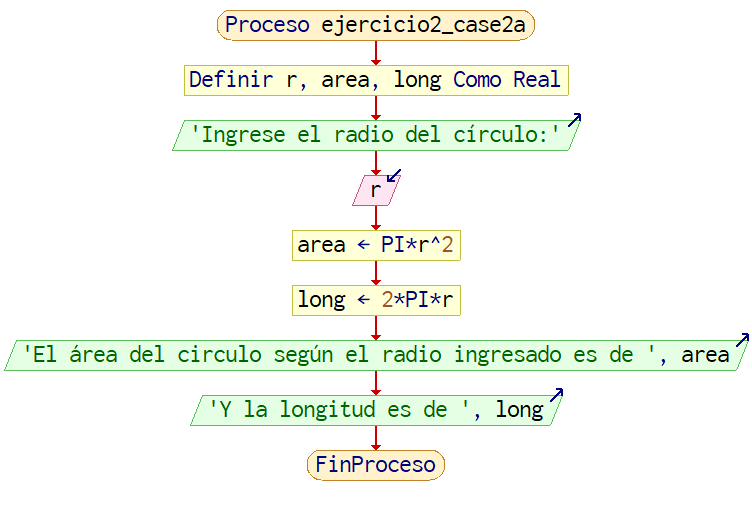 Proceso ejercicio2_case2a
Definir r, area, long Como Real
'Ingrese el radio del círculo:'
r
area ← PI*r^2
long ← 2*PI*r
'El área del circulo según el radio ingresado es de ', area
'Y la longitud es de ', long
FinProceso